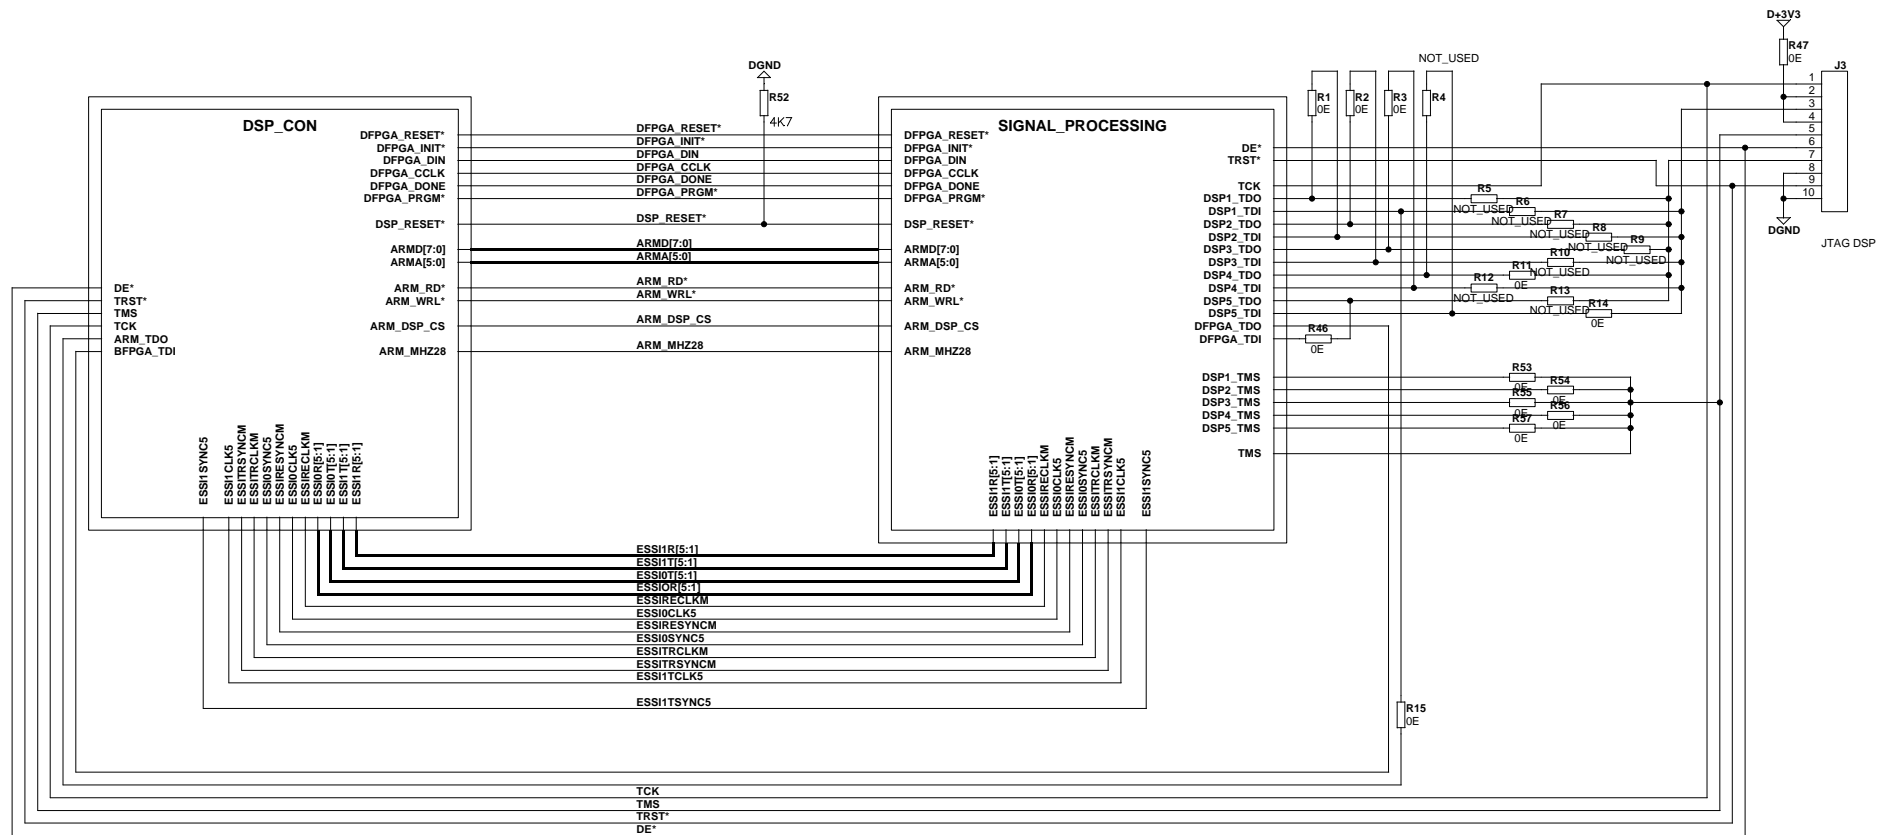 D+3V3
R47
0E
J3
1
2
3
4
5
6
7
8
9
10
DGND
JTAG DSP
DGND
R52
4K7
NOT_USED
R1
0E
R2
0E
R3
0E
R4
DSP_CON
DFPGA_RESET*
DFPGA_INIT*
DFPGA_DIN
DFPGA_CCLK
DFPGA_DONE
DFPGA_PRGM*
DSP_RESET*
ARMD[7:0]
ARMA[5:0]
ARM_RD*
ARM_WRL*
ARM_DSP_CS
ARM_MHZ28
DE*
TRST*
TMS
TCK
ARM_TDO
BFPGA_TDI
ESSI1SYNC5
ESSI1CLK5
ESSITRSYNCM
ESSITRCLKM
ESSI0SYNC5
ESSIRESYNCM
ESSI0CLK5
ESSIRECLKM
ESSI0R[5:1]
ESSI0T[5:1]
ESSI1T[5:1]
ESSI1R[5:1]
DFPGA_RESET*
DFPGA_INIT*
DFPGA_DIN
DFPGA_CCLK
DFPGA_DONE
DFPGA_PRGM*
DSP_RESET*
ARMD[7:0]
ARMA[5:0]
ARM_RD*
ARM_WRL*
ARM_DSP_CS
ARM_MHZ28
SIGNAL_PROCESSING
DFPGA_RESET*
DFPGA_INIT*
DFPGA_DIN
DFPGA_CCLK
DFPGA_DONE
DFPGA_PRGM*
DSP_RESET*
ARMD[7:0]
ARMA[5:0]
ARM_RD*
ARM_WRL*
ARM_DSP_CS
ARM_MHZ28
DE*
TRST*
TCK
DSP1_TDO
DSP1_TDI
DSP2_TDO
DSP2_TDI
DSP3_TDO
DSP3_TDI
DSP4_TDO
DSP4_TDI
DSP5_TDO
DSP5_TDI
DFPGA_TDO
DFPGA_TDI
DSP1_TMS
DSP2_TMS
DSP3_TMS
DSP4_TMS
DSP5_TMS
TMS
ESSI1R[5:1]
ESSI1T[5:1]
ESSI0T[5:1]
ESSI0R[5:1]
ESSIRECLKM
ESSI0CLK5
ESSIRESYNCM
ESSI0SYNC5
ESSITRCLKM
ESSITRSYNCM
ESSI1CLK5
ESSI1SYNC5
R5
NOT_USED
R6
NOT_USED
R7
NOT_USED
R8
NOT_USED
R9
NOT_USED
R10
NOT_USED
R11
0E
R12
NOT_USED
R13
NOT_USED
R14
0E
R46
0E
R53
0E
R54
0E
R55
0E
R56
0E
R57
0E
R15
0E
ESSI1R[5:1]
ESSI1T[5:1]
ESSI0T[5:1]
ESSIOR[5:1]
ESSIRECLKM
ESSI0CLK5
ESSIRESYNCM
ESSI0SYNC5
ESSITRCLKM
ESSITRSYNCM
ESSI1TCLK5
ESSI1TSYNC5
TCK
TMS
TRST*
DE*